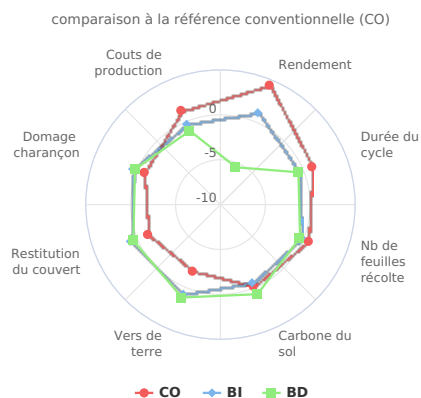 comparaison à la référence conventionnelle (CO)
Couts de
production
Rendement
0
Domage
charançon
-5
Durée du
cycle
-10
Restitution
du couvert
Nb de
feuilles
récolte
Vers de
terre
Carbone du
sol
CO BI BD